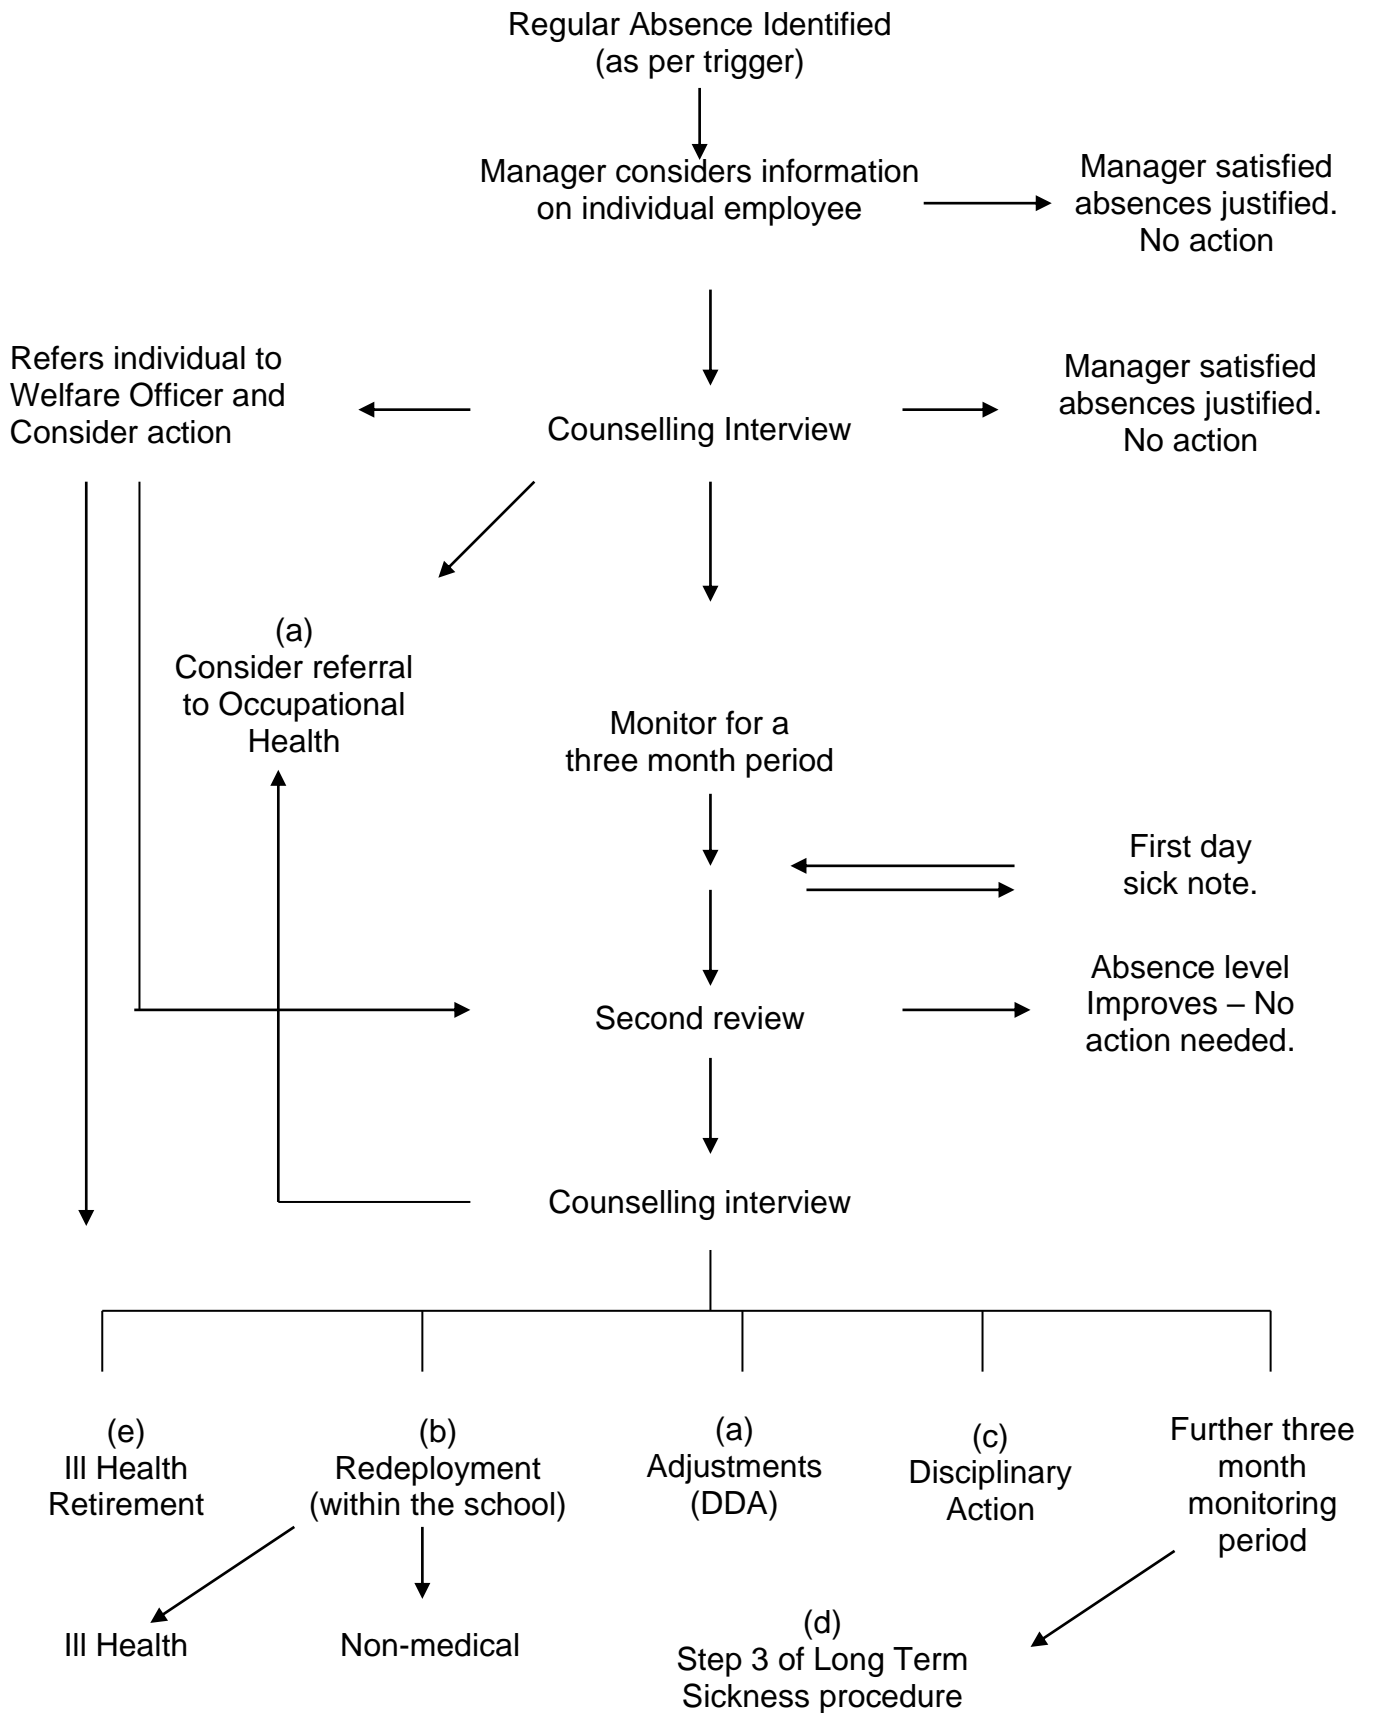 Regular Absence Identified
(as per trigger)
Manager considers information
on individual employee
Manager satisfied
absences justified.
No action
Refers individual to
Welfare Officer and
Consider action
Counselling Interview
Manager satisfied
absences justified.
No action
(a)
Consider referral
to Occupational
Health
Monitor for a
three month period
First day
sick note.
Second review
Absence level
Improves – No
action needed.
Counselling interview
(e)
Ill Health
Retirement
(b)
Redeployment
(within the school)
(a)
Adjustments
(DDA)
(c)
Disciplinary
Action
Further three
month
monitoring
period
Ill Health
Non-medical
(d)
Step 3 of Long Term
Sickness procedure